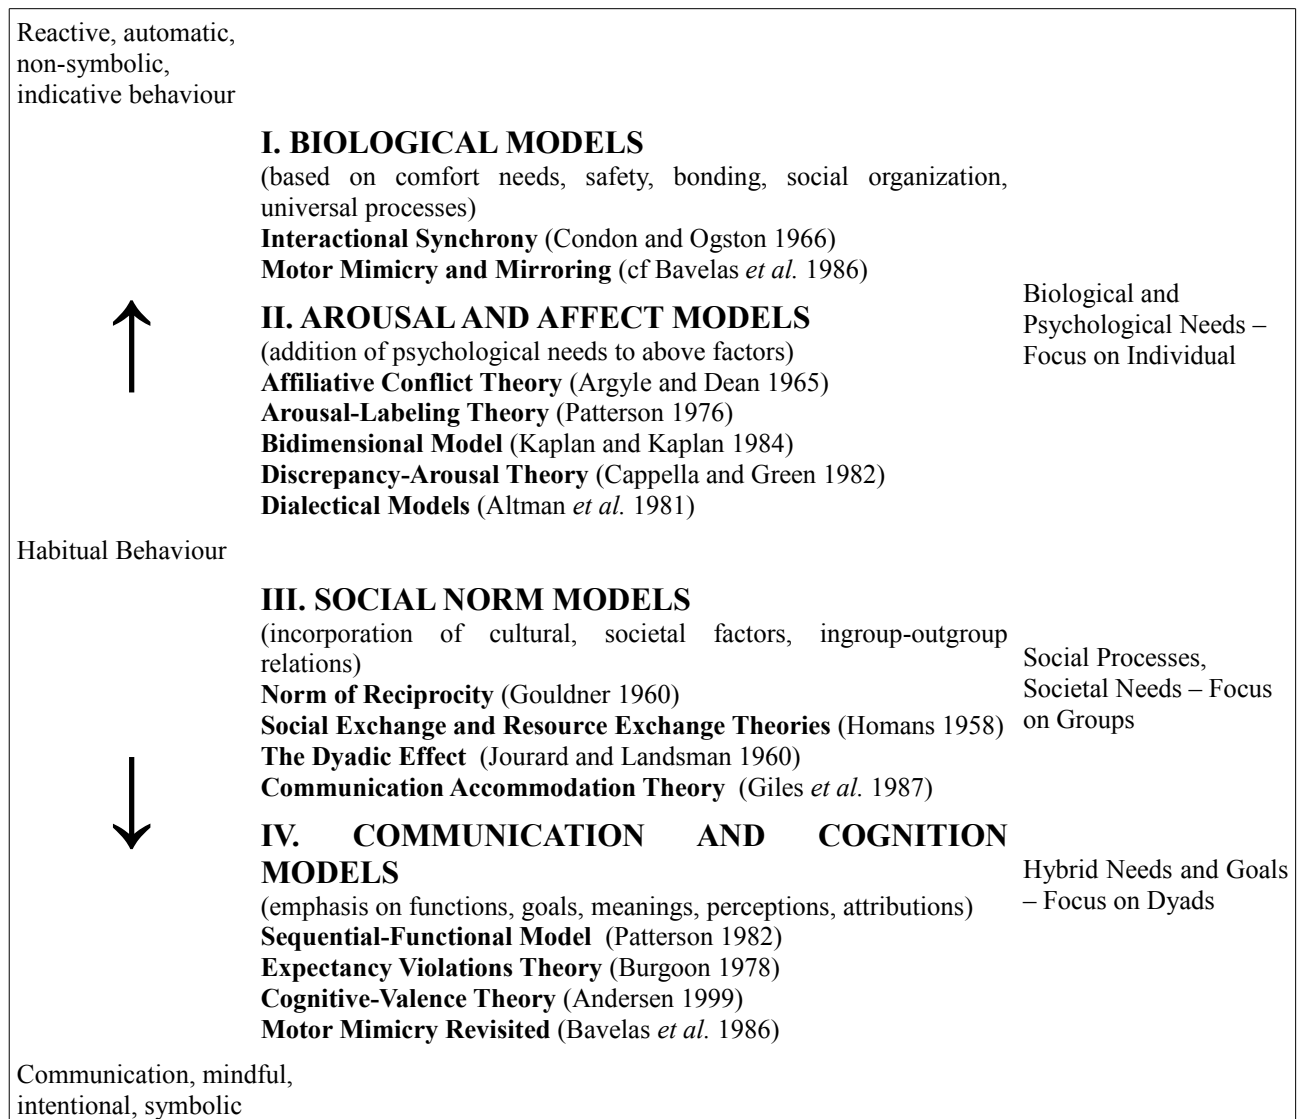 Reactive, automatic,
non-symbolic,
indicative behaviour
I. BIOLOGICAL MODELS
(based on comfort needs, safety, bonding, social organization,
universal processes)
Interactional Synchrony (Condon and Ogston 1966)
Motor Mimicry and Mirroring (cf Bavelas et al. 1986)
II. AROUSAL AND AFFECT MODELS
(addition of psychological needs to above factors)
Affiliative Conflict Theory (Argyle and Dean 1965)
Arousal-Labeling Theory (Patterson 1976)
Bidimensional Model (Kaplan and Kaplan 1984)
Discrepancy-Arousal Theory (Cappella and Green 1982)
Dialectical Models (Altman et al. 1981)
Biological and
Psychological Needs –
Focus on Individual
Habitual Behaviour
III. SOCIAL NORM MODELS
(incorporation of cultural, societal factors, ingroup-outgroup
relations)
Norm of Reciprocity (Gouldner 1960)
Social Exchange and Resource Exchange Theories (Homans 1958)
The Dyadic Effect (Jourard and Landsman 1960)
Communication Accommodation Theory (Giles et al. 1987)
Social Processes,
Societal Needs – Focus
on Groups
IV. COMMUNICATION AND COGNITION
MODELS
(emphasis on functions, goals, meanings, perceptions, attributions)
Sequential-Functional Model (Patterson 1982)
Expectancy Violations Theory (Burgoon 1978)
Cognitive-Valence Theory (Andersen 1999)
Motor Mimicry Revisited (Bavelas et al. 1986)
Hybrid Needs and Goals
– Focus on Dyads
Communication, mindful,
intentional, symbolic